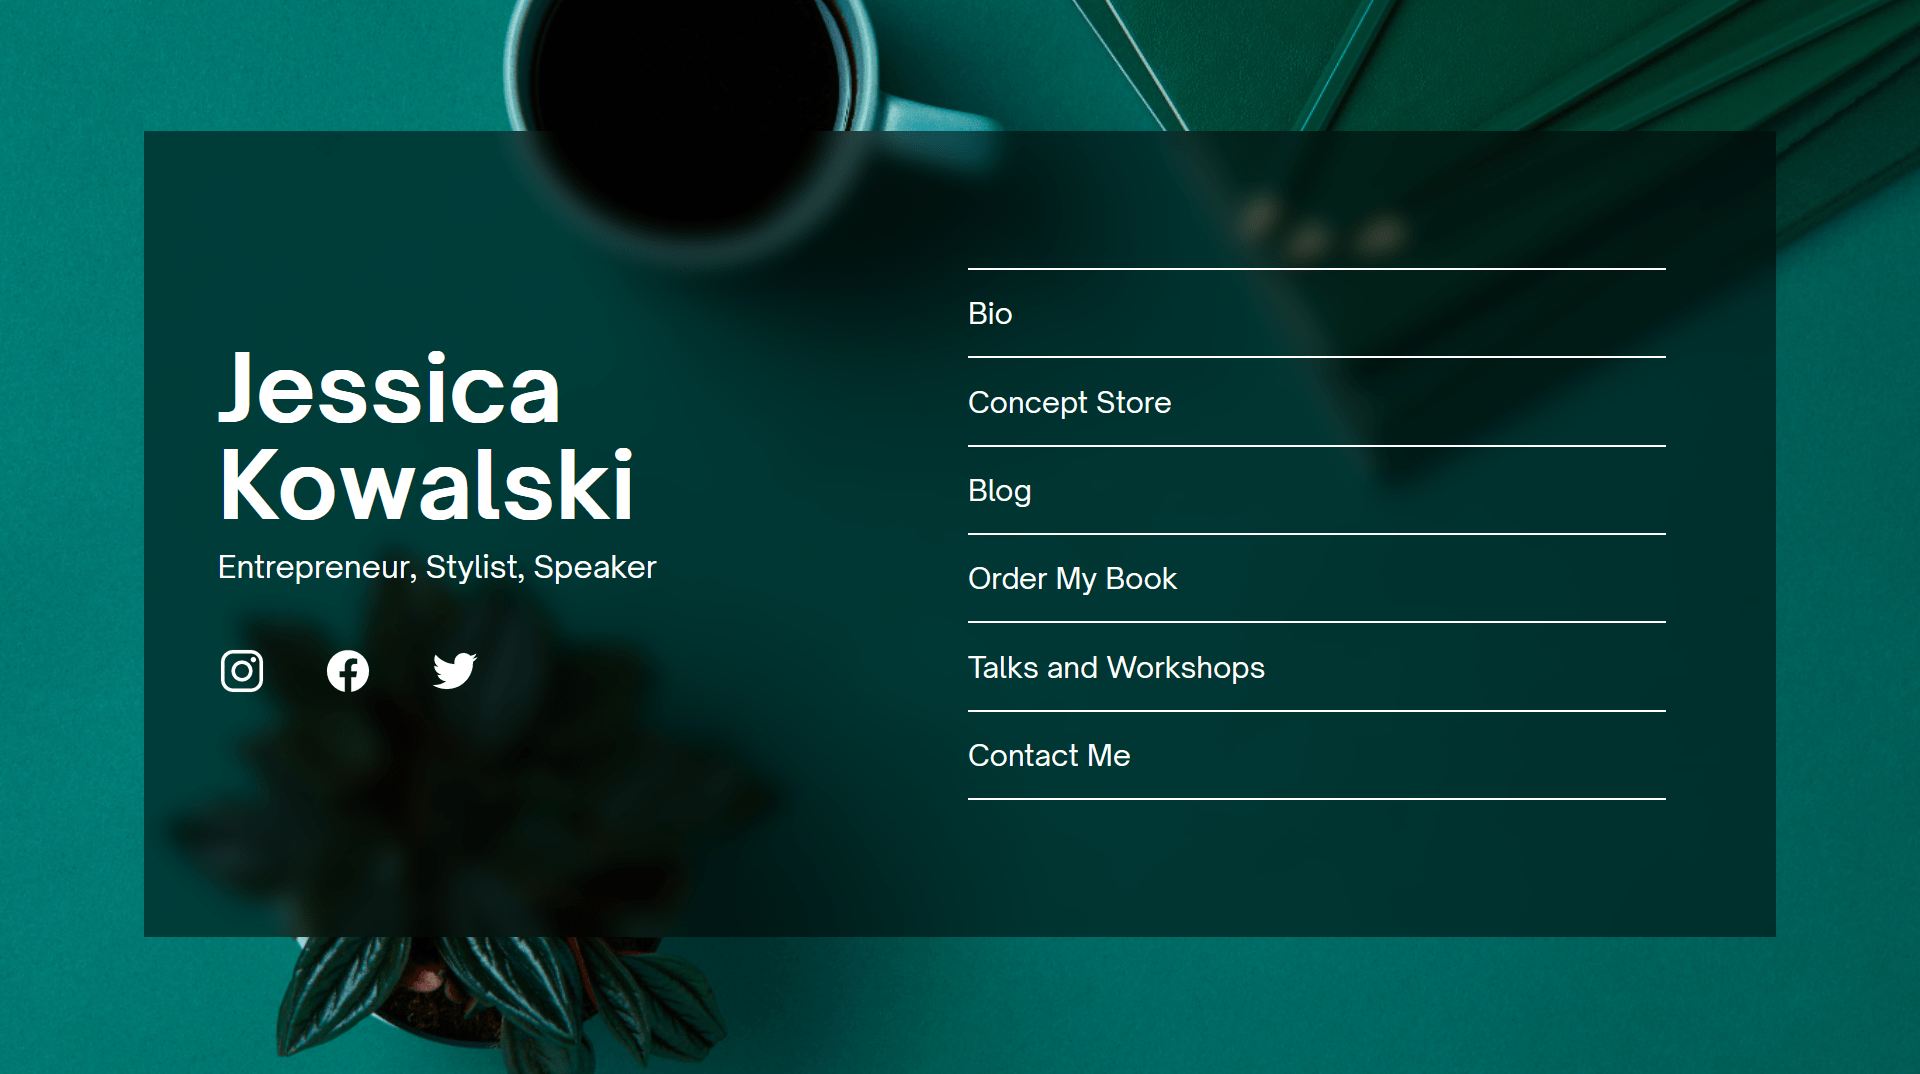 Jessica
Kowalski
Entrepreneur, Stylist, Speaker
Bio
Concept Store
Blog
Order My Book
Talks and Workshops
Contact Me